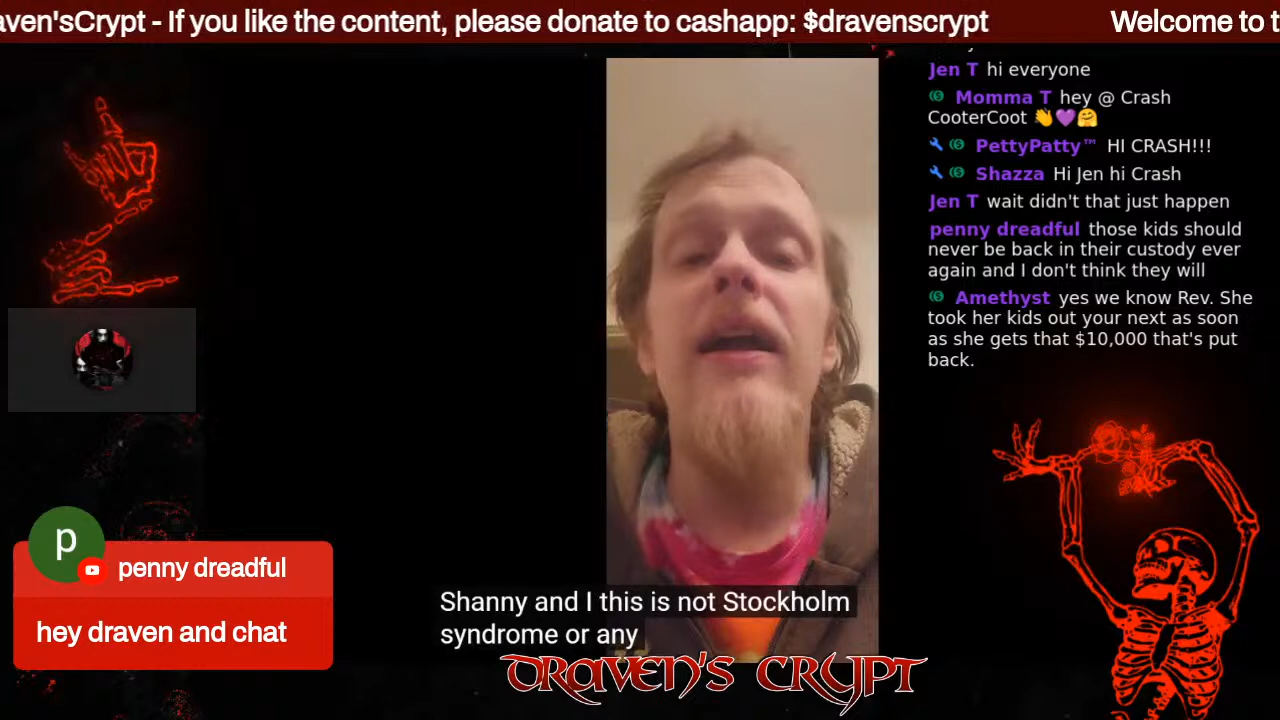 aven'sCrypt - If you like the content, please donate to cashapp: $dravenscrypt Welcome to t
Jen T hi everyone
Momma T hey @ Crash
CooterCoot 👋💜🤗
PettyPatty™ HI CRASH!!!
Shazza Hi Jen hi Crash
Jen T wait didn't that just happen
penny dreadful those kids should
never be back in their custody ever
again and I don't think they will
Amethyst yes we know Rev. She
took her kids out your next as soon
as she gets that $10,000 that's put
back.
p
penny dreadful
hey draven and chat
Shanny and I this is not Stockholm
syndrome or any
DRAVEN'S CRYPT